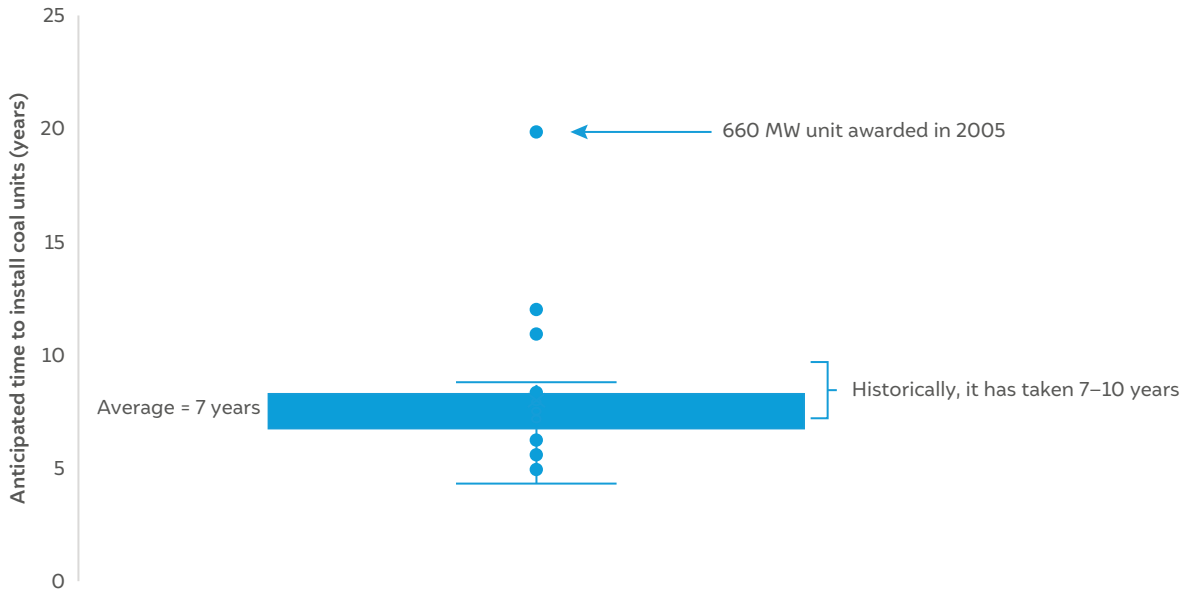 Anticipated time to install coal units (years)
25
20
15
10
5
0
660 MW unit awarded in 2005
Average = 7 years
Historically, it has taken 7–10 years